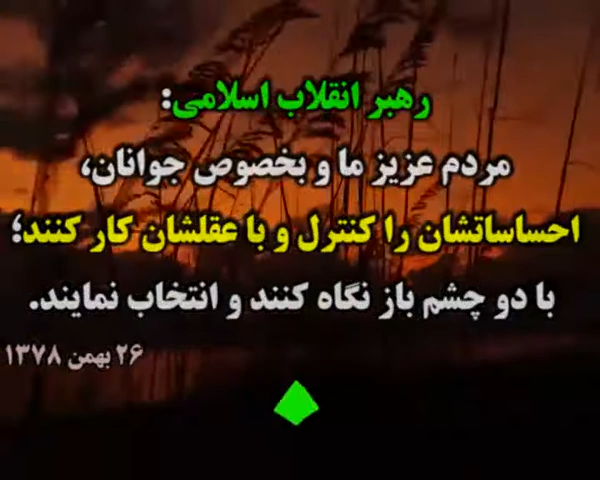 رهبر انقلاب اسلامی:
مردم عزیز ما و بخصوص جوانان،
احساساتشان را کنترل و با عقلشان کار کنند؛
با دو چشم باز نگاه کنند و انتخاب نمایند.
۲۶ بهمن ۱۳۷۸